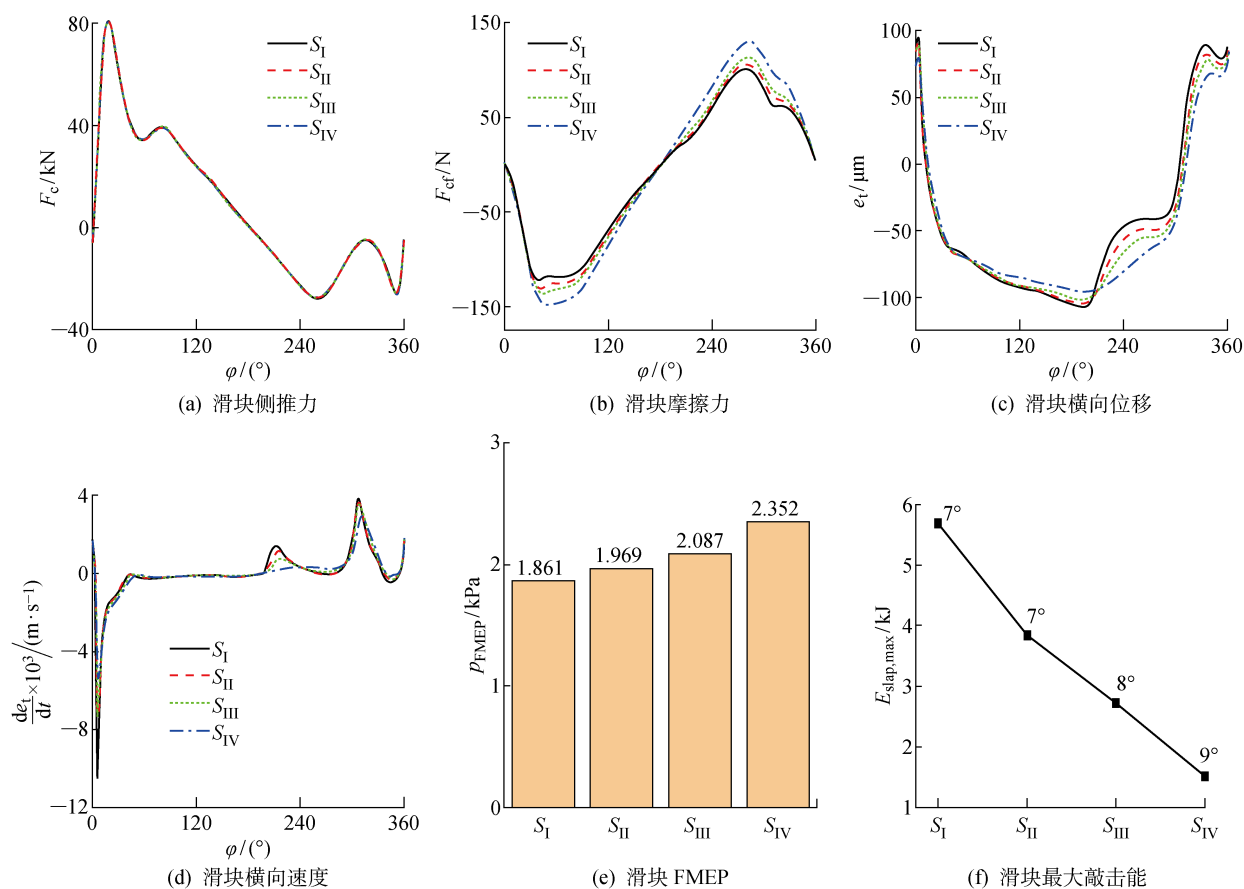 80
40
0
−40
F_c/kN
S_I
S_II
S_III
S_IV
0 120 240 360
φ/(°)
(a) 滑块侧推力
150
50
−50
−150
F_cf/N
S_I
S_II
S_III
S_IV
0 120 240 360
φ/(°)
(b) 滑块摩擦力
100
50
0
−50
−100
e_t/μm
S_I
S_II
S_III
S_IV
0 120 240 360
φ/(°)
(c) 滑块横向位移
4
0
−4
−8
−12
de_t/dt×10³/(m·s⁻¹)
S_I
S_II
S_III
S_IV
0 120 240 360
φ/(°)
(d) 滑块横向速度
3
2
1
0
p_FMEP/kPa
1.861
1.969
2.087
2.352
S_I S_II S_III S_IV
(e) 滑块 FMEP
6
5
4
3
2
1
E_slap,max/kJ
7°
7°
8°
9°
S_I S_II S_III S_IV
(f) 滑块最大敲击能